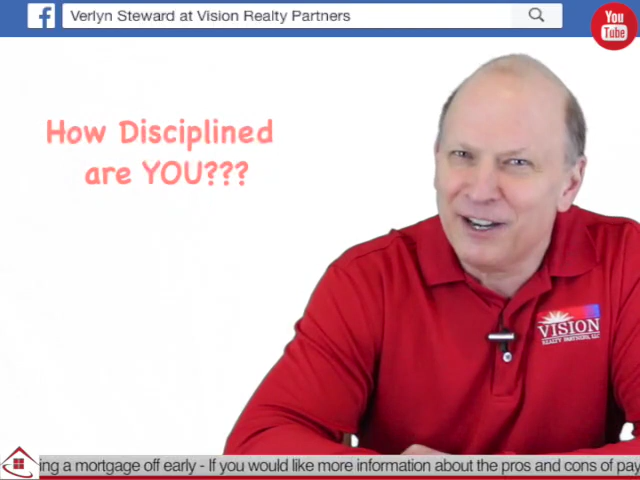 Verlyn Steward at Vision Realty Partners
You
Tube
How Disciplined
are YOU???
VISION
REALTY PARTNERS, LLC
ing a mortgage off early - If you would like more information about the pros and cons of pay